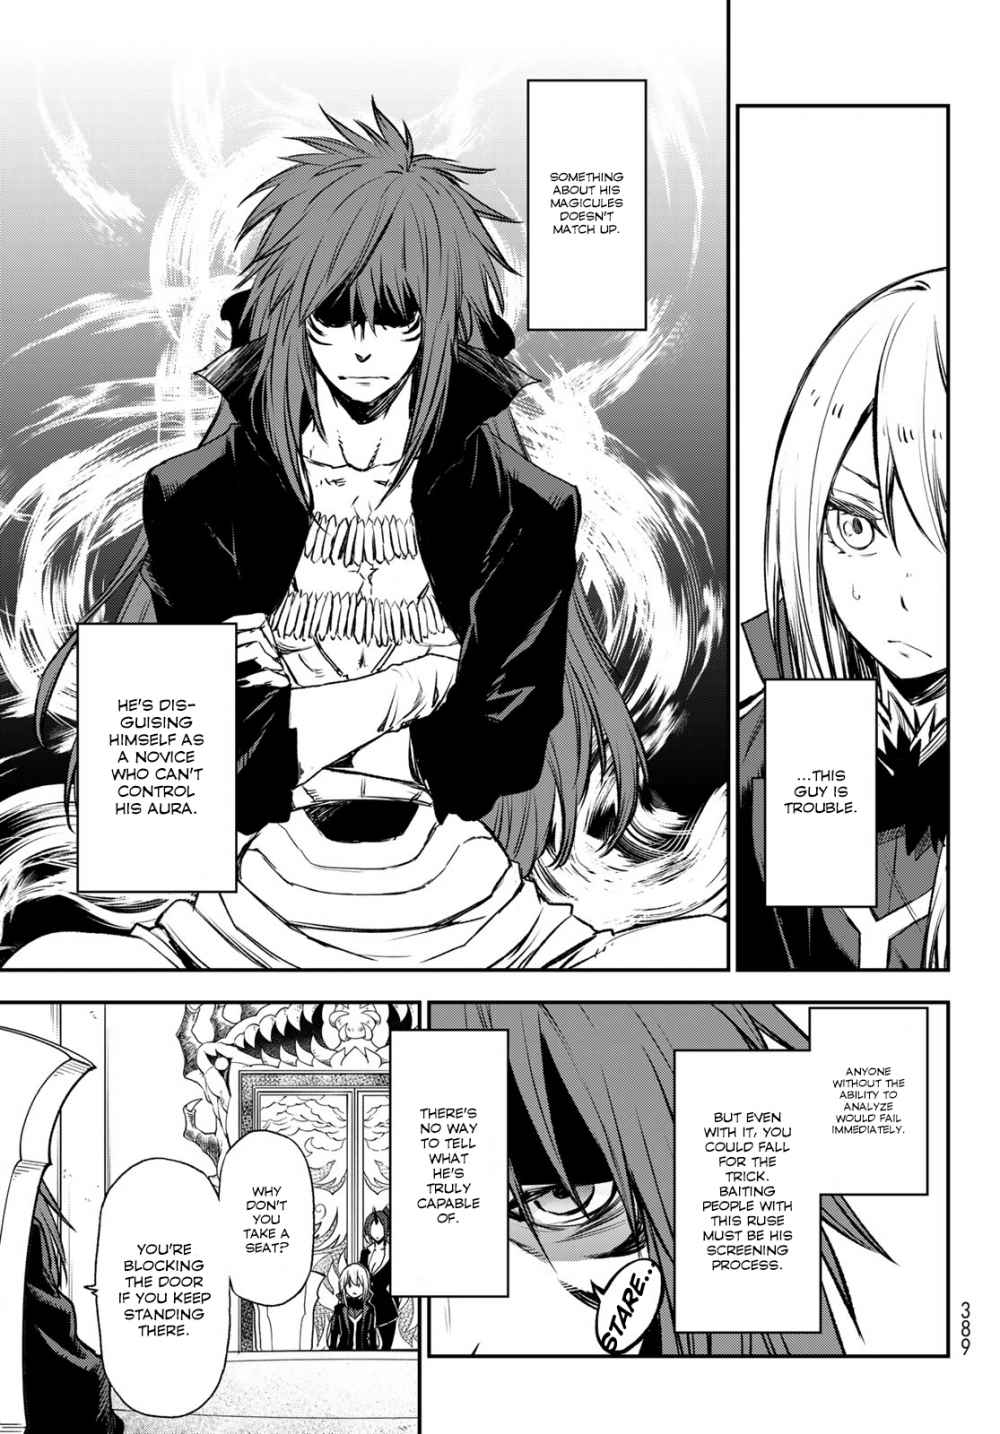 ...THIS
GUY IS
TROUBLE.
SOMETHING
ABOUT HIS
MAGICULES
DOESN'T
MATCH UP.
HE'S DIS-
GUISING
HIMSELF AS
A NOVICE
WHO CAN'T
CONTROL
HIS AURA.
ANYONE
WITHOUT THE
ABILITY TO
ANALYZE
WOULD FAIL
IMMEDIATELY.
BUT EVEN
WITH IT, YOU
COULD FALL
FOR THE
TRICK.
BAITING
PEOPLE WITH
THIS RUSE
MUST BE HIS
SCREENING
PROCESS.
STARE...
THERE'S
NO WAY
TO TELL
WHAT
HE'S
TRULY
CAPABLE
OF.
WHY
DON'T
YOU
TAKE A
SEAT?
YOU'RE
BLOCKING
THE DOOR
IF YOU KEEP
STANDING
THERE.
389